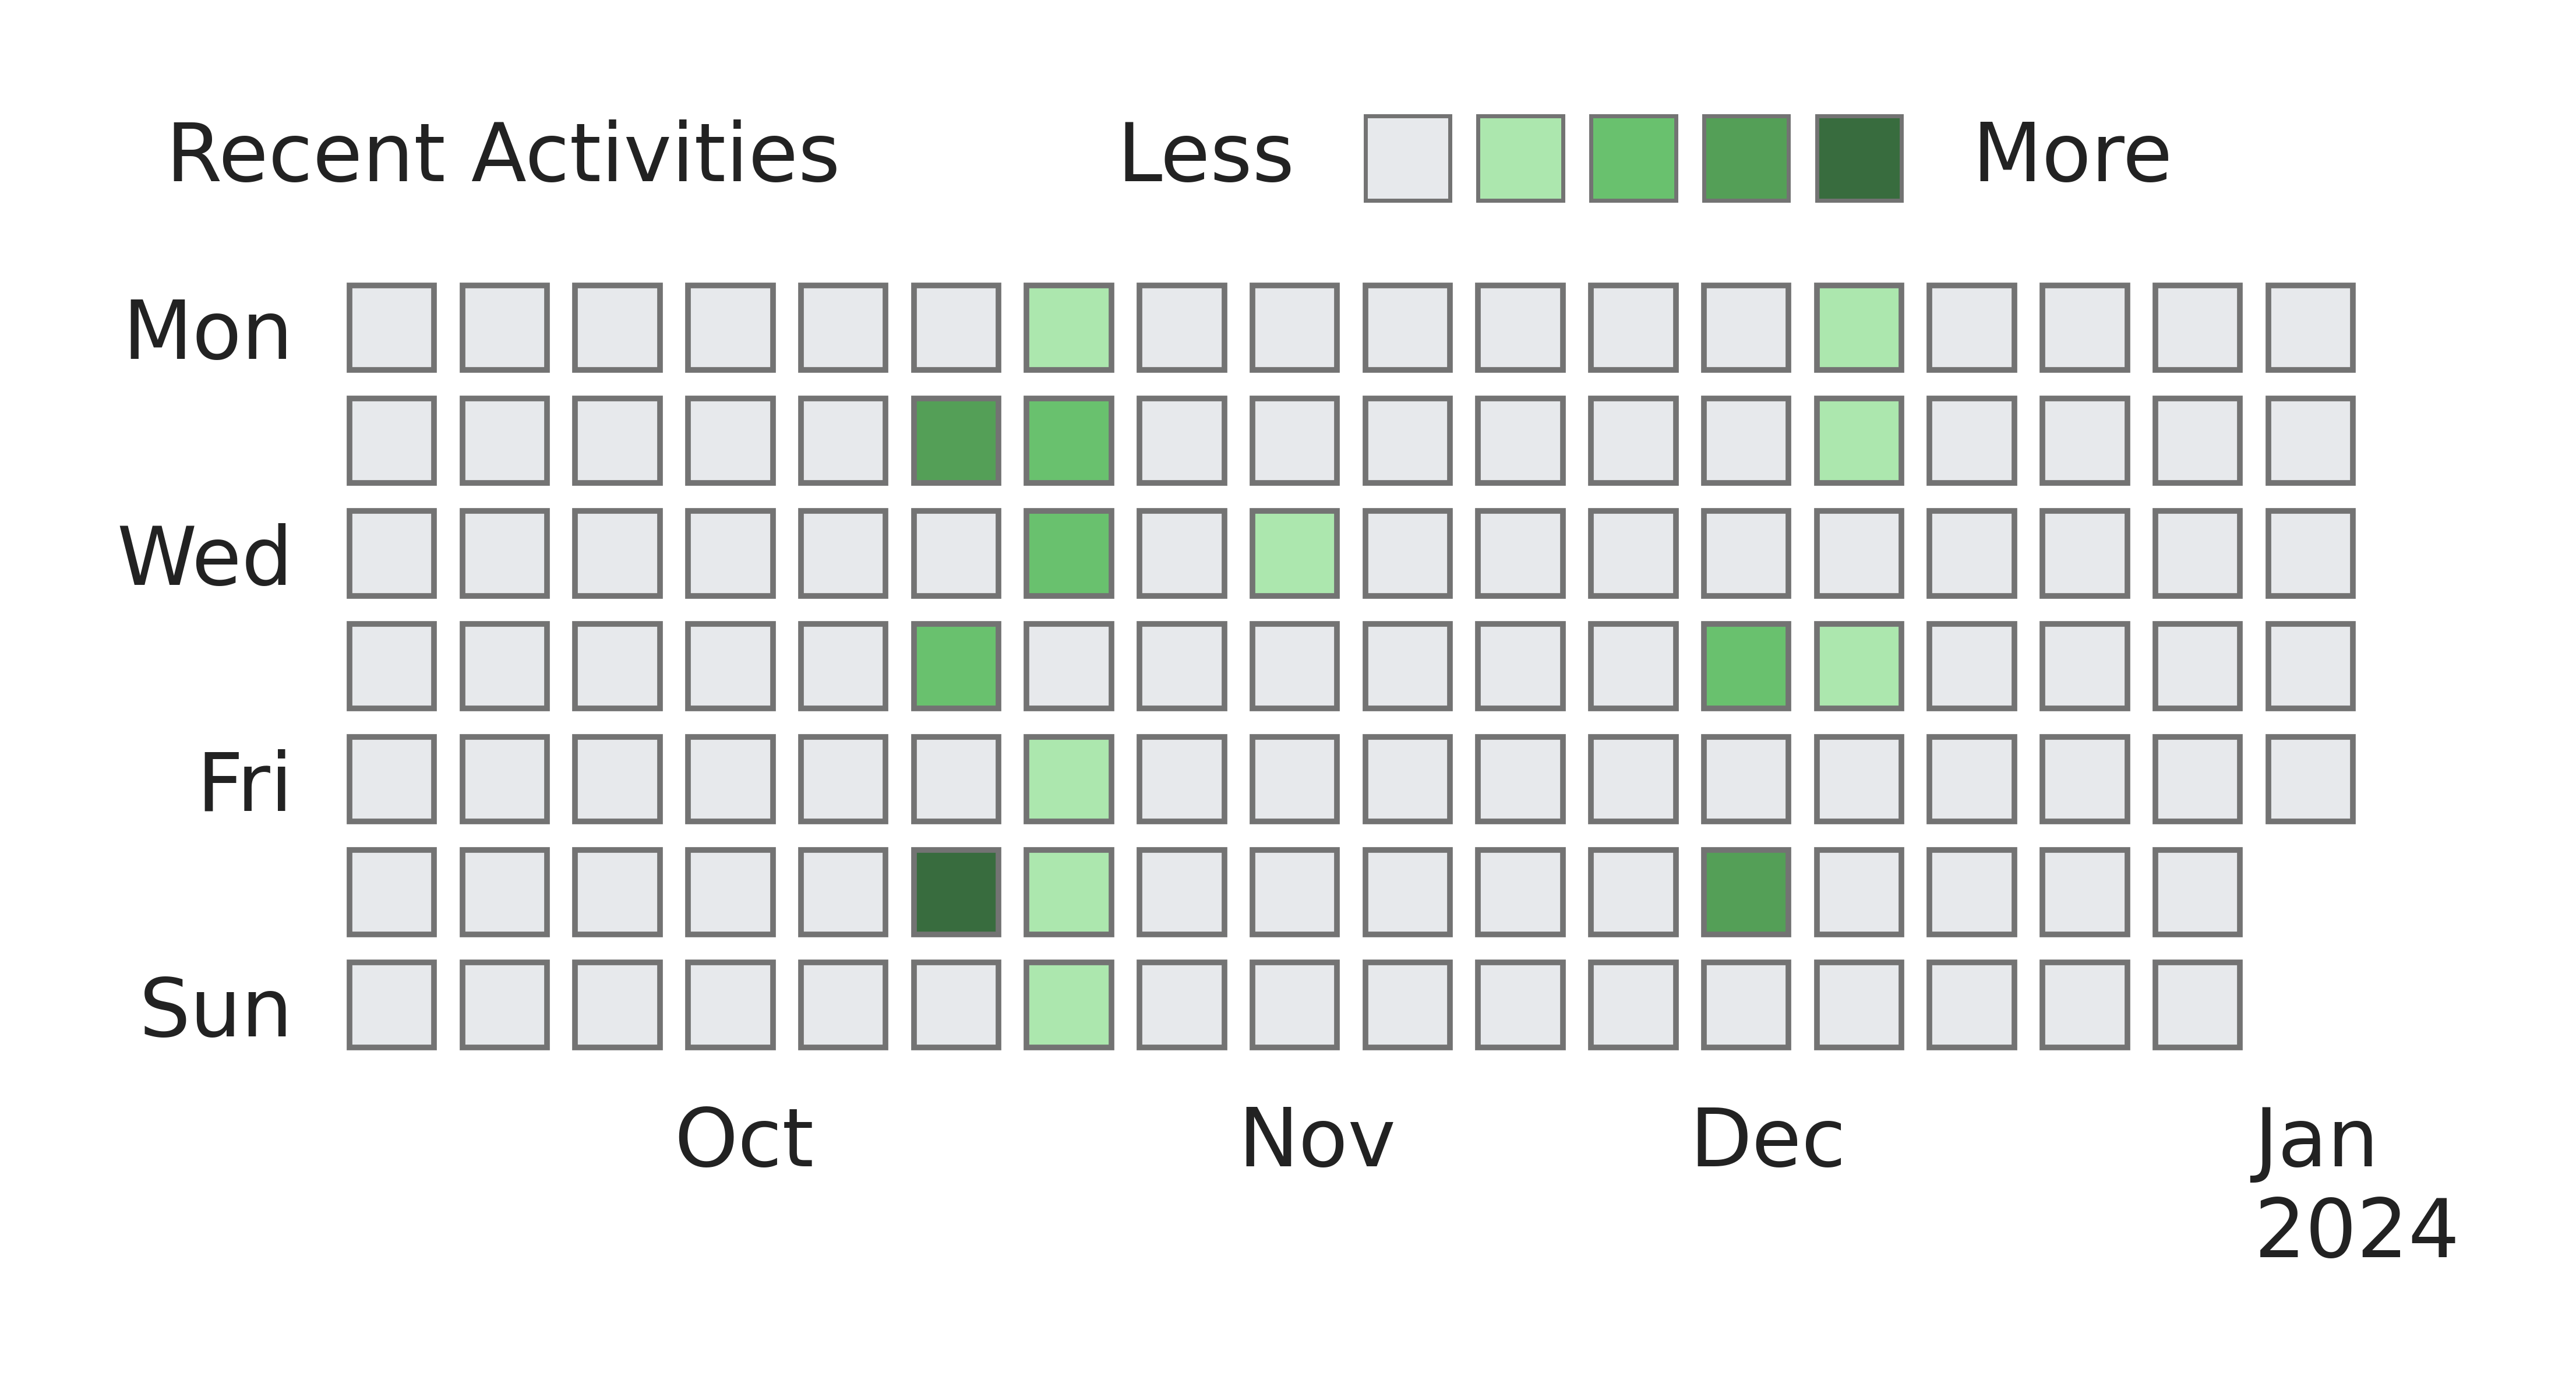 Recent Activities
Less More
Mon
Wed
Fri
Sun
Oct Nov Dec Jan
2024